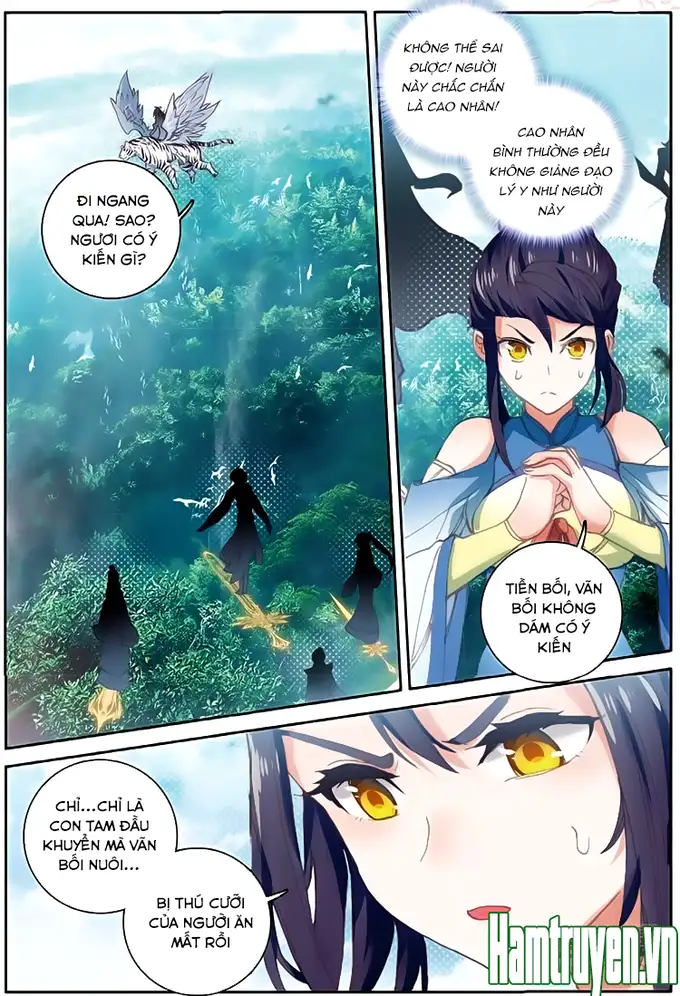 ĐI NGANG
QUA! SAO?
NGƯƠI CÓ Ý
KIẾN GÌ?
KHÔNG THỂ SAI
ĐƯỢC! NGƯỜI
NÀY CHẮC CHẮN
LÀ CAO NHÂN!
CAO NHÂN
BÌNH THƯỜNG ĐỀU
KHÔNG GIẢNG ĐẠO
LÝ Y NHƯ NGƯỜI
NÀY
TIỀN BỐI, VÃN
BỐI KHÔNG
DÁM CÓ Ý
KIẾN
CHỈ...CHỈ LÀ
CON TAM ĐẦU
KHUYỂN MÀ VÃN
BỐI NUÔI...
BỊ THÚ CƯỠI
CỦA NGƯỜI ĂN
MẤT RỒI
Hamtruyen.vn